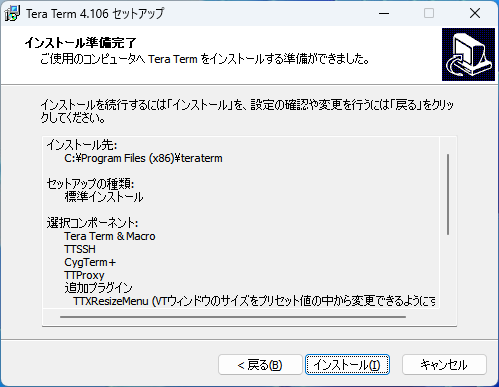 Tera Term 4.106 セットアップ
インストール準備完了
ご使用のコンピュータへ Tera Term をインストールする準備ができました。
インストールを続行するには「インストール」を、設定の確認や変更を行うには「戻る」をクリッ
クしてください。
インストール先:
C:¥Program Files (x86)¥teraterm
セットアップの種類:
標準インストール
選択コンポーネント:
Tera Term & Macro
TTSSH
CygTerm+
TTProxy
追加プラグイン
TTXResizeMenu (VTウィンドウのサイズをプリセット値の中から変更できるようにす
< 戻る(B)
インストール(I)
キャンセル